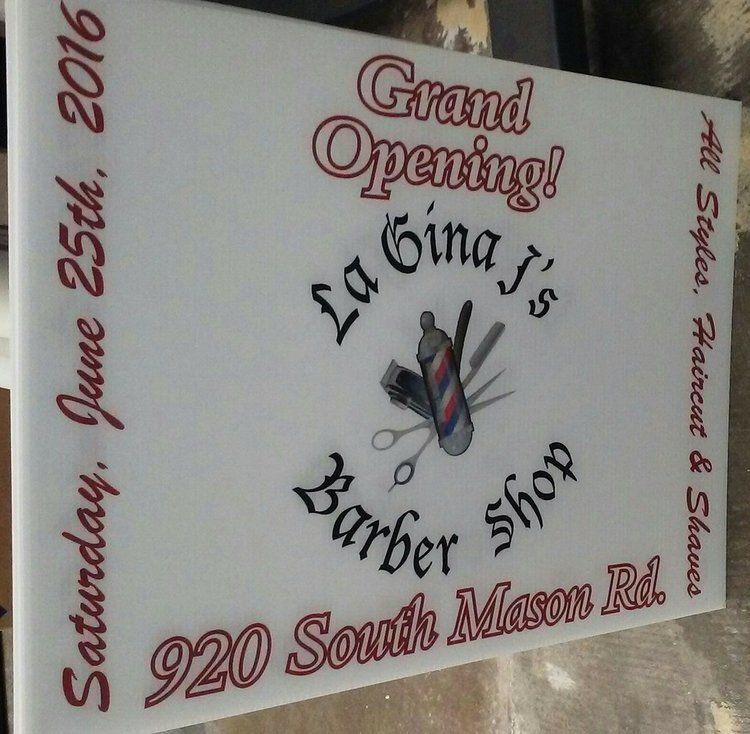 Grand
Opening!
Saturday, June 25th, 2016
La Gina J's
Barber Shop
All Styles, Haircut & Shaves
920 South Mason Rd.